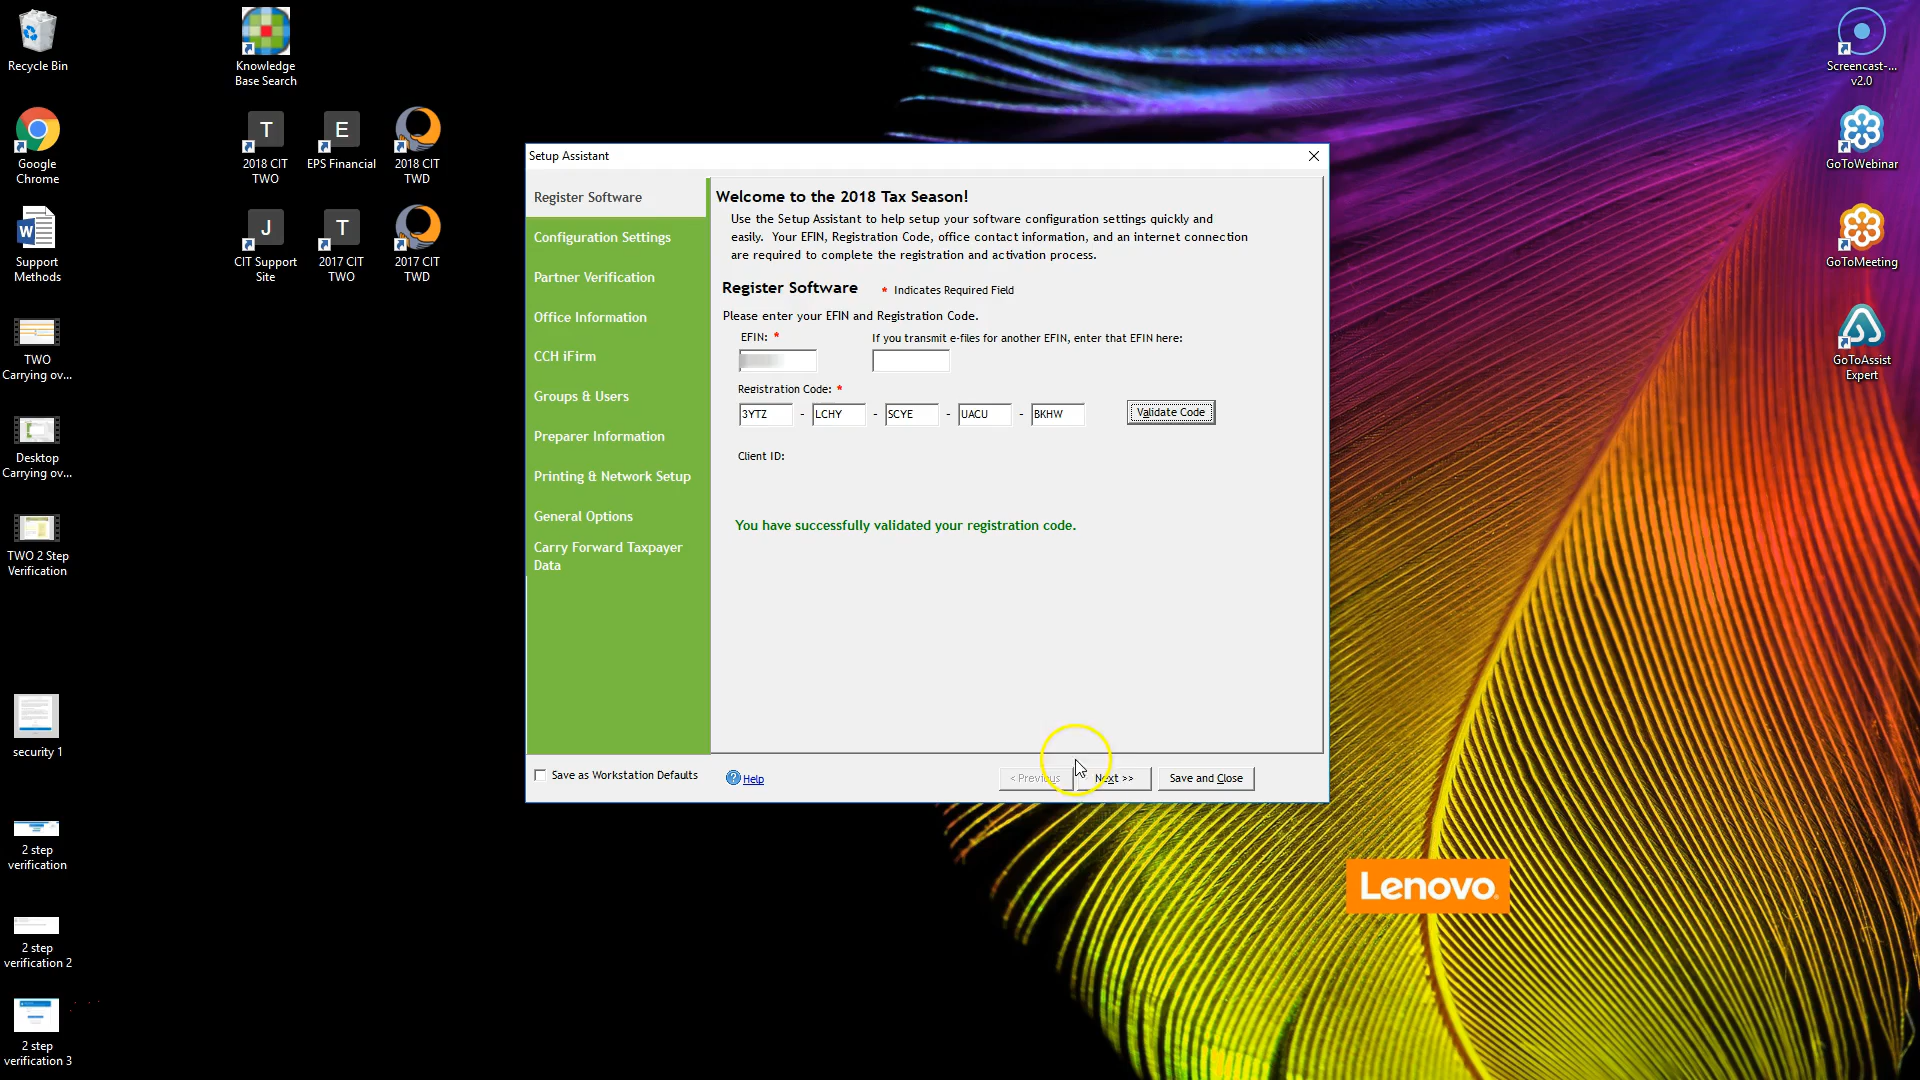 Recycle Bin
Knowledge
Base Search
Screencast-...
v2.0
Google
Chrome
T
2018 CIT
TWO
E
EPS Financial
2018 CIT
TWD
GoToWebinar
W
Support
Methods
J
CIT Support
Site
T
2017 CIT
TWO
2017 CIT
TWD
GoToMeeting
TWO
Carrying ov...
GoToAssist
Expert
Desktop
Carrying ov...
TWO 2 Step
Verification
security 1
2 step
verification
2 step
verification 2
2 step
verification 3
Setup Assistant
Register Software
Configuration Settings
Partner Verification
Office Information
CCH iFirm
Groups & Users
Preparer Information
Printing & Network Setup
General Options
Carry Forward Taxpayer
Data
Welcome to the 2018 Tax Season!
Use the Setup Assistant to help setup your software configuration settings quickly and
easily. Your EFIN, Registration Code, office contact information, and an internet connection
are required to complete the registration and activation process.
Register Software * Indicates Required Field
Please enter your EFIN and Registration Code.
EFIN: * If you transmit e-files for another EFIN, enter that EFIN here:
Registration Code: *
3YTZ - LCHY - SCYE - UACU - BKHW Validate Code
Client ID:
You have successfully validated your registration code.
Save as Workstation Defaults
? Help
< Previous
Next >>
Save and Close
Lenovo